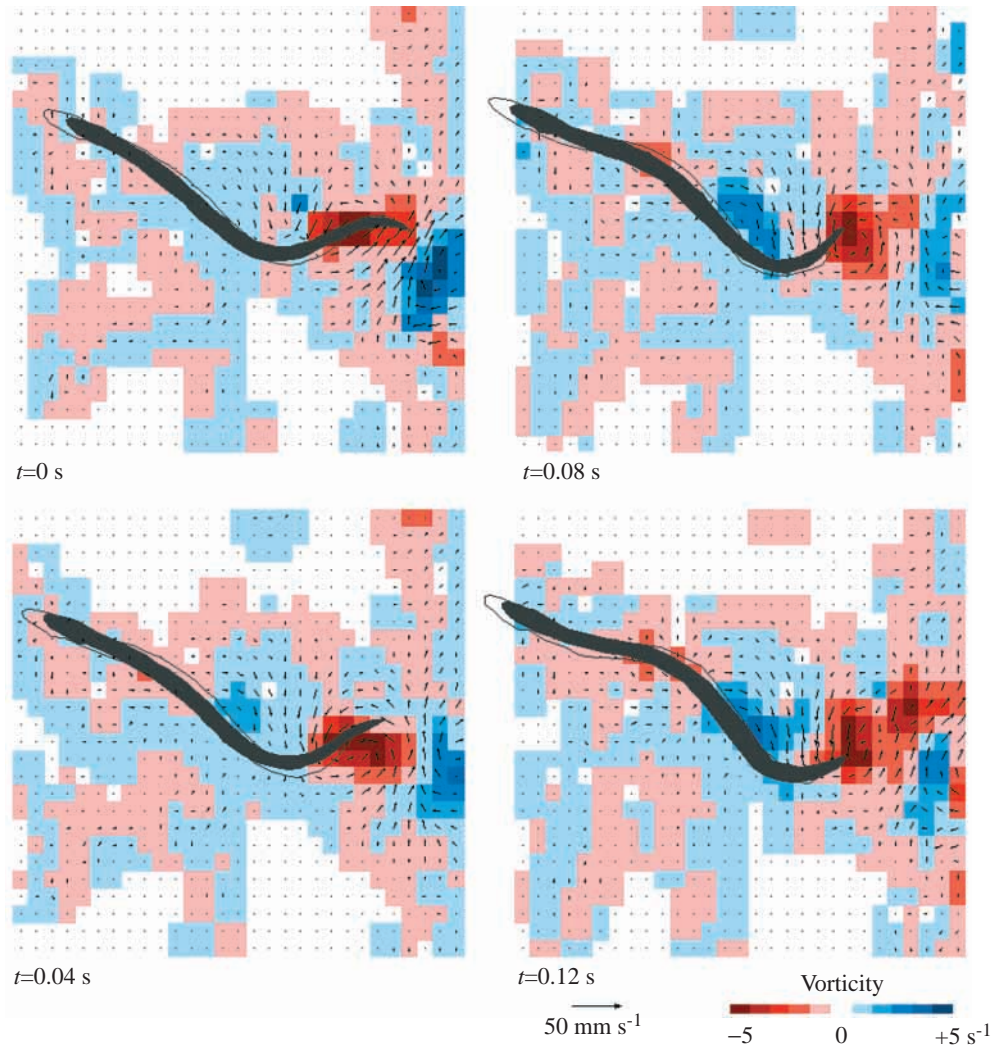 t=0 s
t=0.08 s
t=0.04 s
t=0.12 s
50 mm s-1
Vorticity
–5 0 +5 s-1